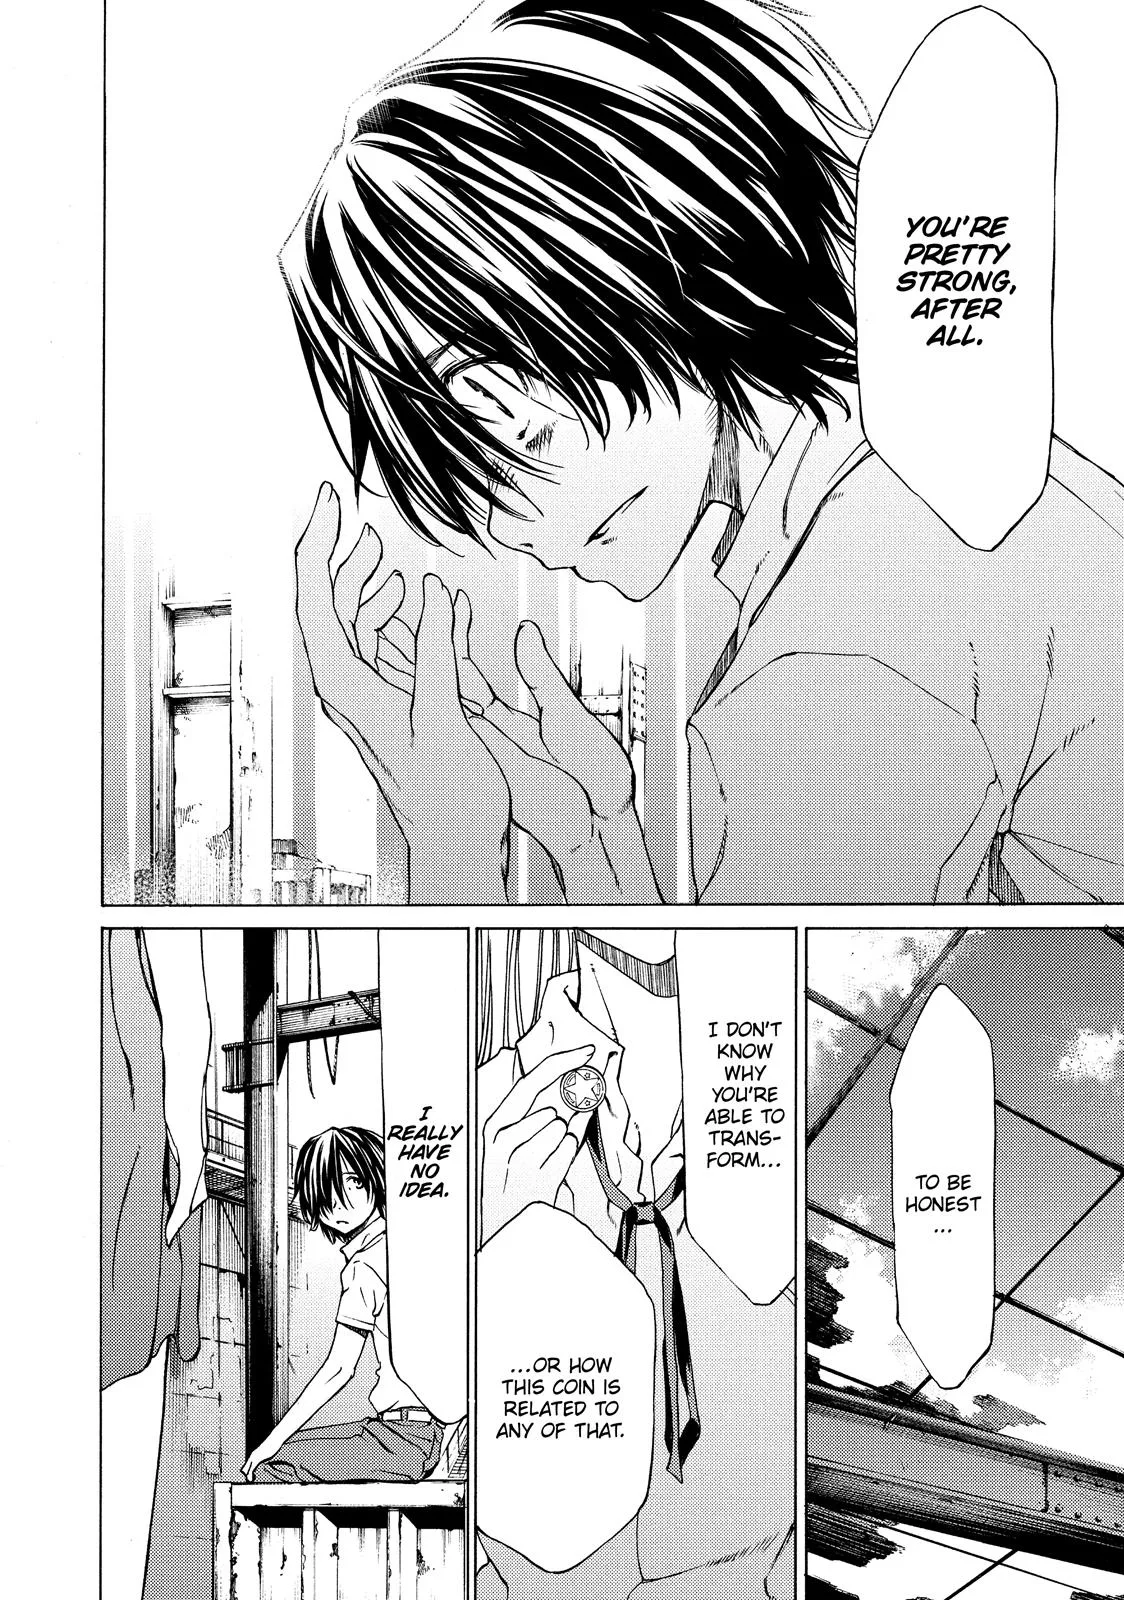 YOU'RE
PRETTY
STRONG,
AFTER
ALL.
TO BE
HONEST
...
I DON'T
KNOW WHY
YOU'RE
ABLE TO
TRANS-
FORM...
...OR HOW
THIS COIN IS
RELATED TO
ANY OF THAT.
I
REALLY
HAVE
NO
IDEA.